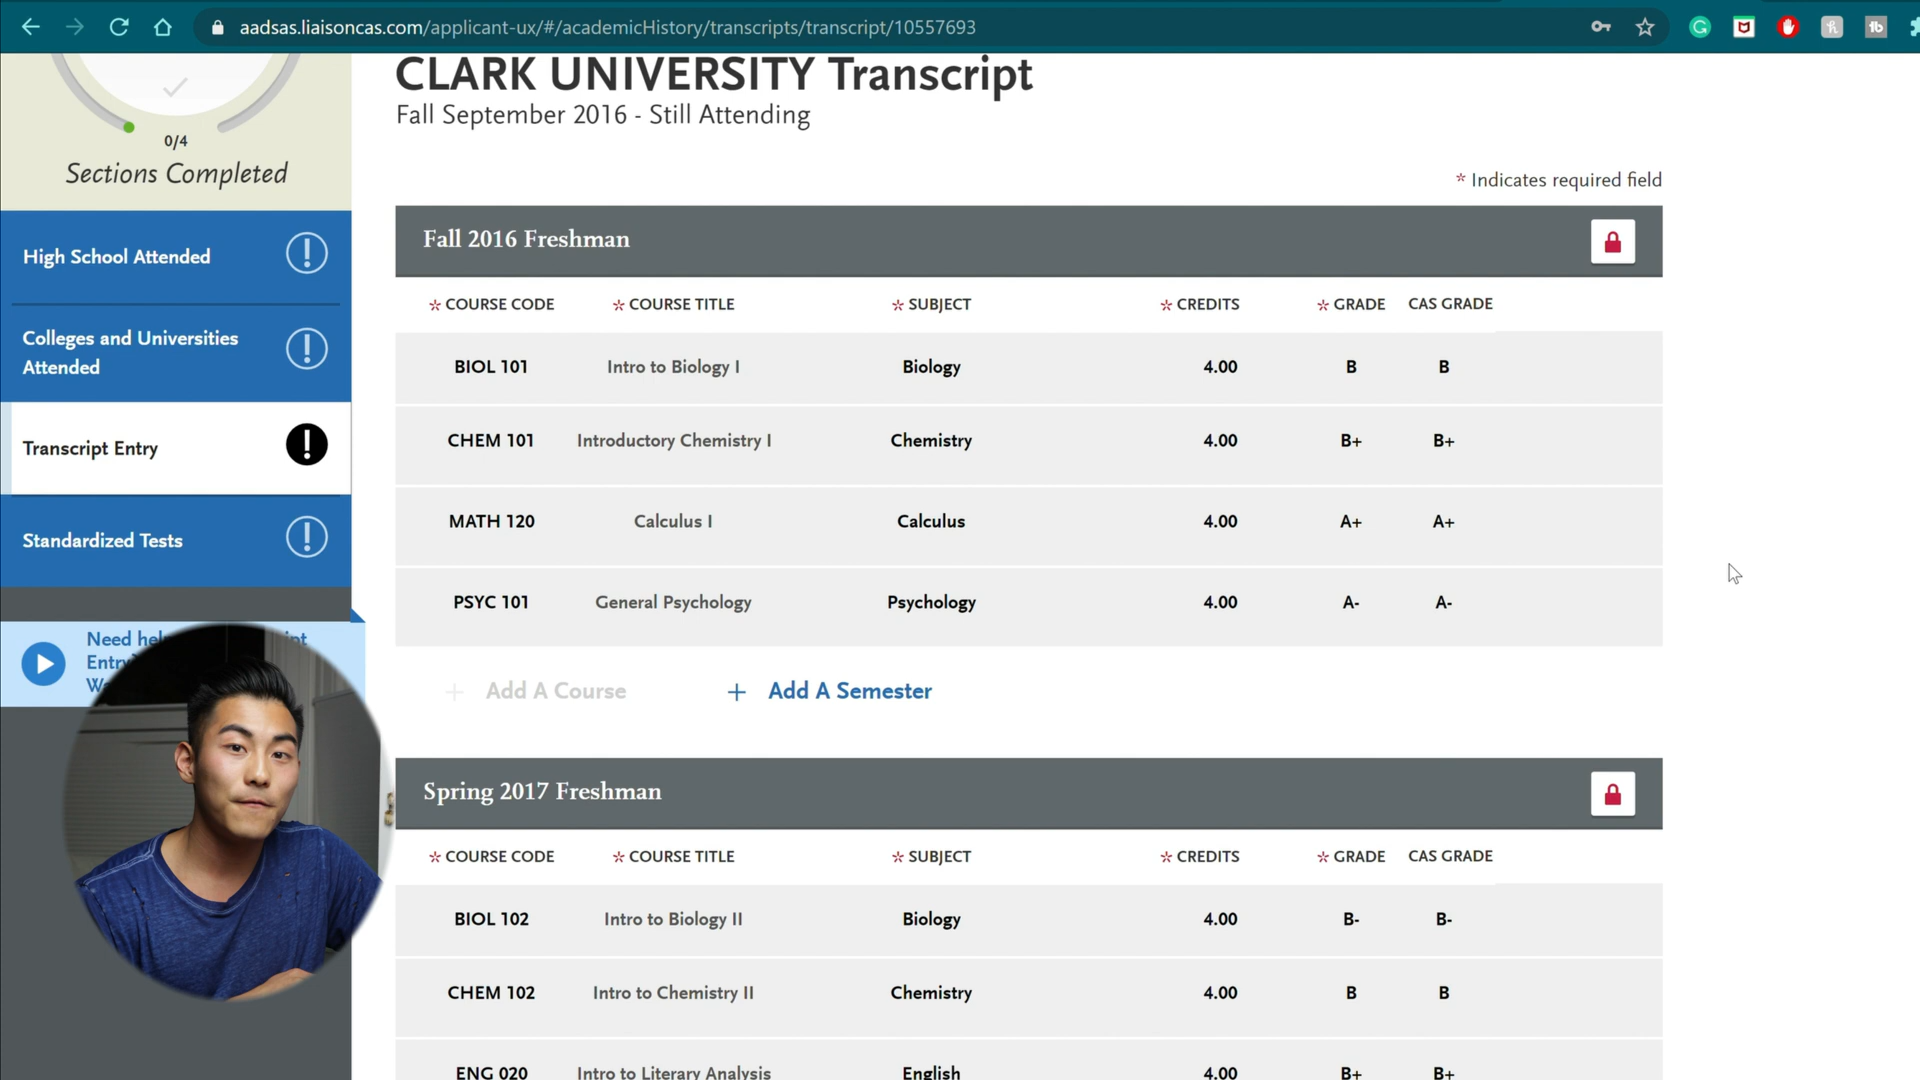 aadsas.liaisoncas.com/applicant-ux/#/academicHistory/transcripts/transcript/10557693
0/4
Sections Completed
High School Attended
Colleges and Universities
Attended
Transcript Entry
Standardized Tests
Need
Entry
CLARK UNIVERSITY Transcript
Fall September 2016 - Still Attending
* Indicates required field
Fall 2016 Freshman
* COURSE CODE * COURSE TITLE * SUBJECT * CREDITS * GRADE CAS GRADE
BIOL 101 Intro to Biology I Biology 4.00 B B
CHEM 101 Introductory Chemistry I Chemistry 4.00 B+ B+
MATH 120 Calculus I Calculus 4.00 A+ A+
PSYC 101 General Psychology Psychology 4.00 A- A-
+ Add A Course + Add A Semester
Spring 2017 Freshman
* COURSE CODE * COURSE TITLE * SUBJECT * CREDITS * GRADE CAS GRADE
BIOL 102 Intro to Biology II Biology 4.00 B- B-
CHEM 102 Intro to Chemistry II Chemistry 4.00 B B
ENG 020 Intro to Literary Analysis English 4.00 B+ B+